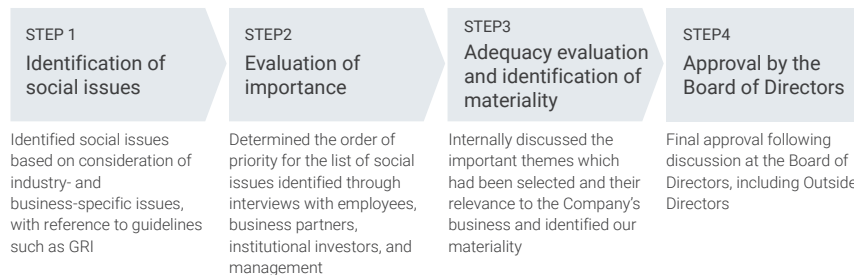 STEP 1
Identification of
social issues
Identified social issues
based on consideration of
industry- and
business-specific issues,
with reference to guidelines
such as GRI
STEP2
Evaluation of
importance
Determined the order of
priority for the list of social
issues identified through
interviews with employees,
business partners,
institutional investors, and
management
STEP3
Adequacy evaluation
and identification of
materiality
Internally discussed the
important themes which
had been selected and their
relevance to the Company's
business and identified our
materiality
STEP4
Approval by the
Board of Directors
Final approval following
discussion at the Board of
Directors, including Outside
Directors